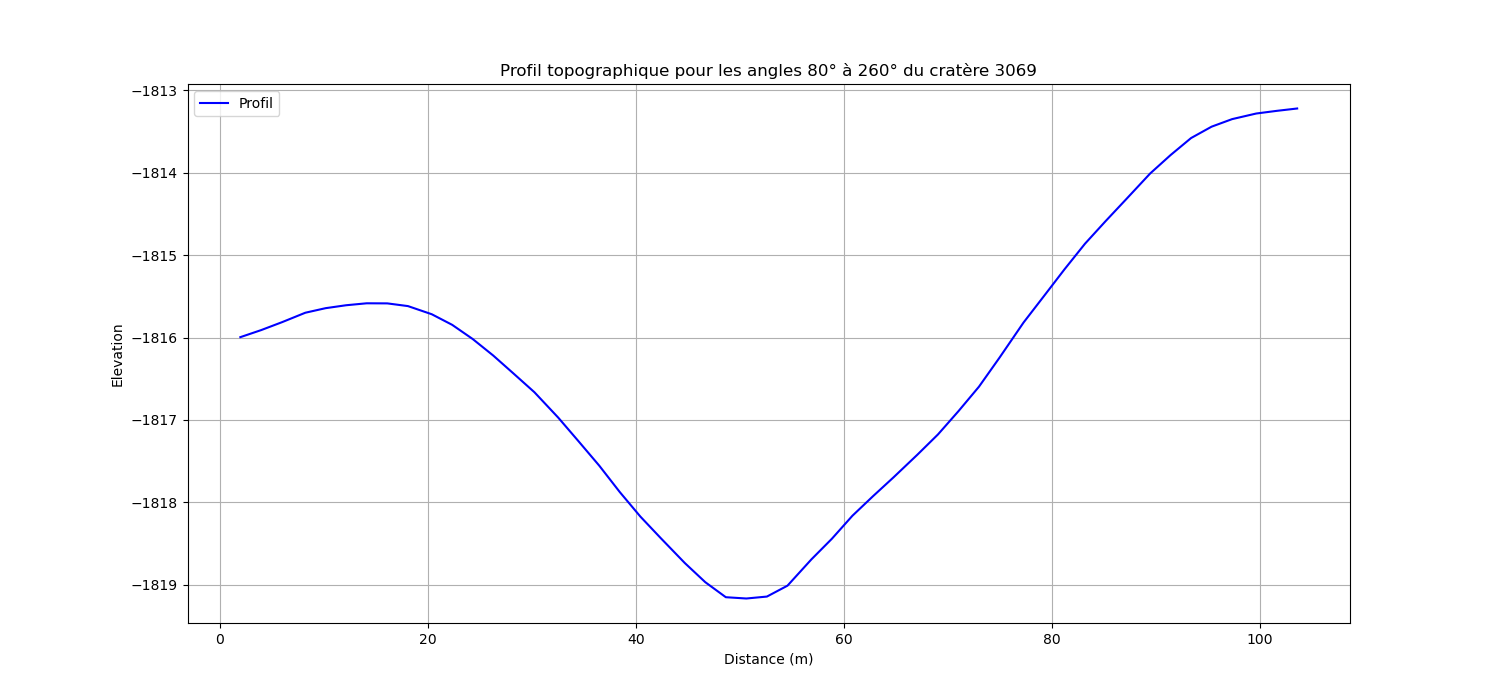 Profil topographique pour les angles 80° à 260° du cratère 3069
Profil
−1813
−1814
−1815
−1816
−1817
−1818
−1819
Elevation
0 20 40 60 80 100
Distance (m)